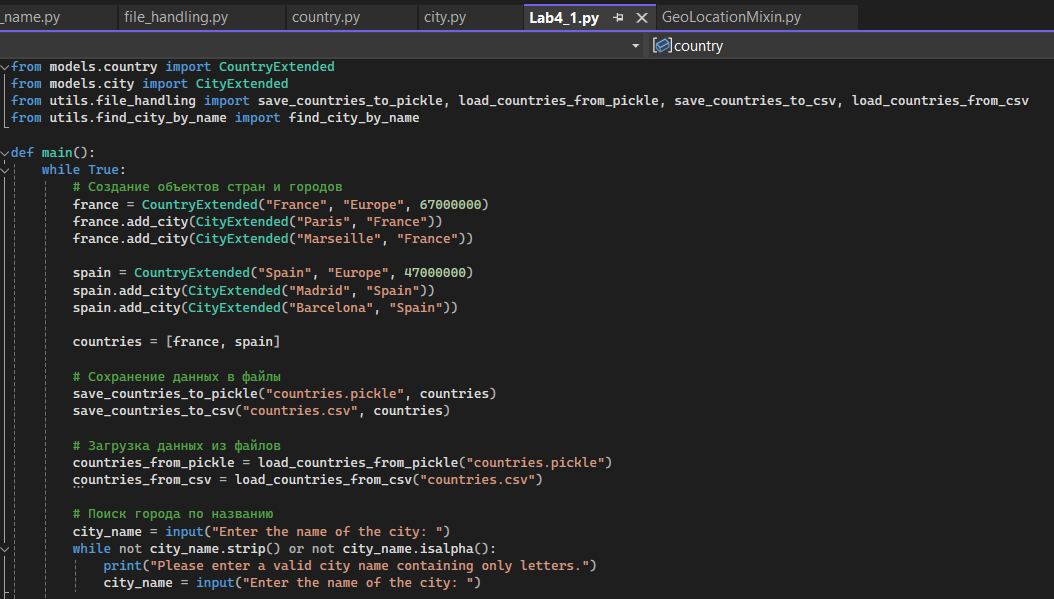 _name.py file_handling.py country.py city.py Lab4_1.py GeoLocationMixin.py
country
from models.country import CountryExtended
from models.city import CityExtended
from utils.file_handling import save_countries_to_pickle, load_countries_from_pickle, save_countries_to_csv, load_countries_from_csv
from utils.find_city_by_name import find_city_by_name
def main():
while True:
# Создание объектов стран и городов
france = CountryExtended("France", "Europe", 67000000)
france.add_city(CityExtended("Paris", "France"))
france.add_city(CityExtended("Marseille", "France"))
spain = CountryExtended("Spain", "Europe", 47000000)
spain.add_city(CityExtended("Madrid", "Spain"))
spain.add_city(CityExtended("Barcelona", "Spain"))
countries = [france, spain]
# Сохранение данных в файлы
save_countries_to_pickle("countries.pickle", countries)
save_countries_to_csv("countries.csv", countries)
# Загрузка данных из файлов
countries_from_pickle = load_countries_from_pickle("countries.pickle")
countries_from_csv = load_countries_from_csv("countries.csv")
# Поиск города по названию
city_name = input("Enter the name of the city: ")
while not city_name.strip() or not city_name.isalpha():
print("Please enter a valid city name containing only letters.")
city_name = input("Enter the name of the city: ")